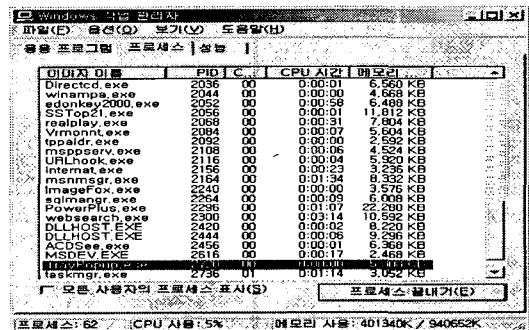 Windows 작업 관리자
파일(F) 옵션(O) 보기(V) 도움말(H)
응용 프로그램 프로세스 성능
이미지 이름 PID C... CPU 시간 메모리...
Directcd.exe 2036 00 0:00:01 6,560 KB
winampa.exe 2044 00 0:00:00 4,668 KB
edonkey2000.exe 2052 00 0:00:58 6,488 KB
SSTop21.exe 2056 00 0:00:01 11,812 KB
realplay.exe 2068 00 0:00:31 7,804 KB
Vrmonnt.exe 2084 00 0:00:07 5,604 KB
tppaldr.exe 2092 00 0:00:00 2,592 KB
msppserv.exe 2108 00 0:00:06 4,524 KB
URLhook.exe 2116 00 0:00:04 5,920 KB
internat.exe 2156 00 0:00:23 3,236 KB
msnmsgr.exe 2164 00 0:01:34 8,332 KB
ImageFox.exe 2240 00 0:00:00 3,576 KB
sqlmangr.exe 2264 00 0:00:09 6,008 KB
PowerPlus.exe 2296 00 0:01:07 22,280 KB
websearch.exe 2300 00 0:03:14 10,592 KB
DLLHOST.EXE 2420 00 0:00:02 8,220 KB
DLLHOST.EXE 2444 00 0:00:06 9,296 KB
ACDSee.exe 2456 00 0:01:01 6,368 KB
MSDEV.EXE 2616 00 0:00:17 2,468 KB
taskmgr.exe 2736 01 0:01:14 3,052 KB
모든 사용자의 프로세스 표시(S) 프로세스 끝내기(E)
프로세스: 62 CPU 사용: 5% 메모리 사용: 401340K / 940652K